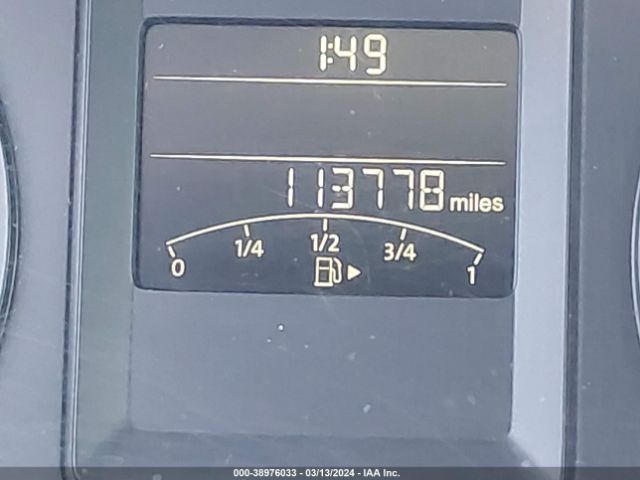 1:49
113778 miles
0 1/4 1/2 3/4 1
000-38976033 - 03/13/2024 - IAA Inc.